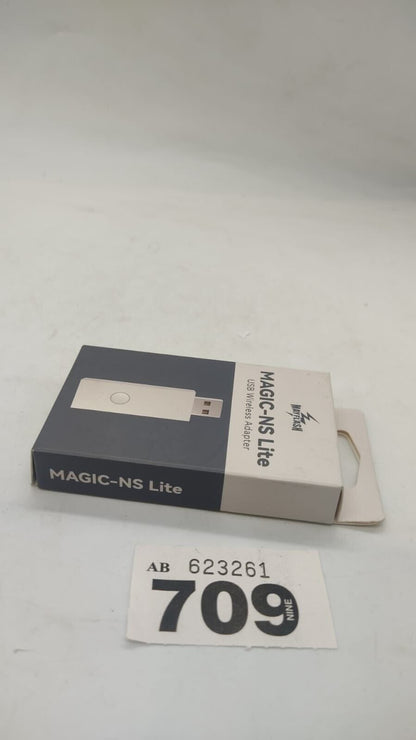 MAYFLASH
MAGIC-NS Lite
USB Wireless Adapter
MAGIC-NS Lite
AB 623261
709
NINE